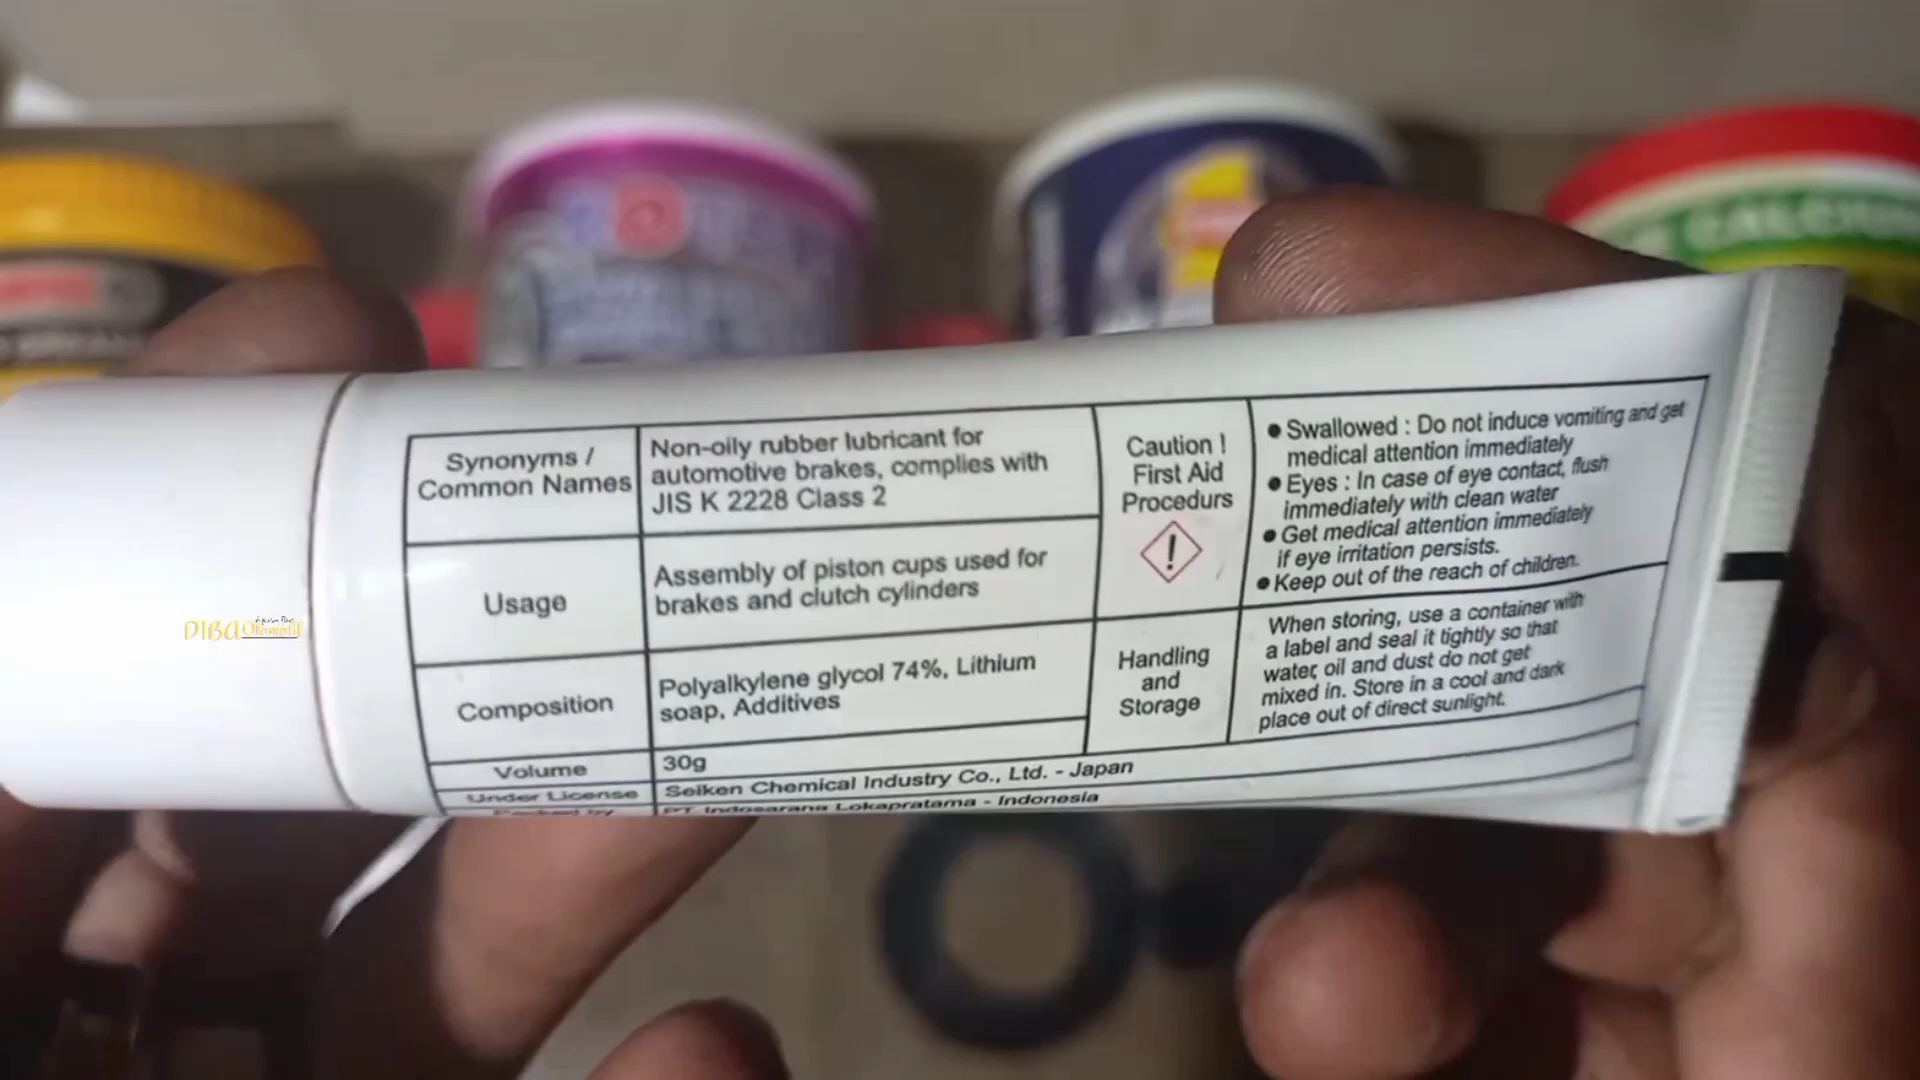 Synonyms /
Common Names
Non-oily rubber lubricant for
automotive brakes, complies with
JIS K 2228 Class 2
Usage
Assembly of piston cups used for
brakes and clutch cylinders
Composition
Polyalkylene glycol 74%, Lithium
soap, Additives
Volume
30g
Under License
Seiken Chemical Industry Co., Ltd. - Japan
Packed by
PT. Indosarana Lokapratama - Indonesia
Caution !
First Aid
Procedurs
!
● Swallowed : Do not induce vomiting and get
medical attention immediately
● Eyes : In case of eye contact, flush
immediately with clean water
● Get medical attention immediately
if eye irritation persists.
● Keep out of the reach of children.
Handling
and
Storage
When storing, use a container with
a label and seal it tightly so that
water, oil and dust do not get
mixed in. Store in a cool and dark
place out of direct sunlight.
DIBA Otomotif
CALCIUM